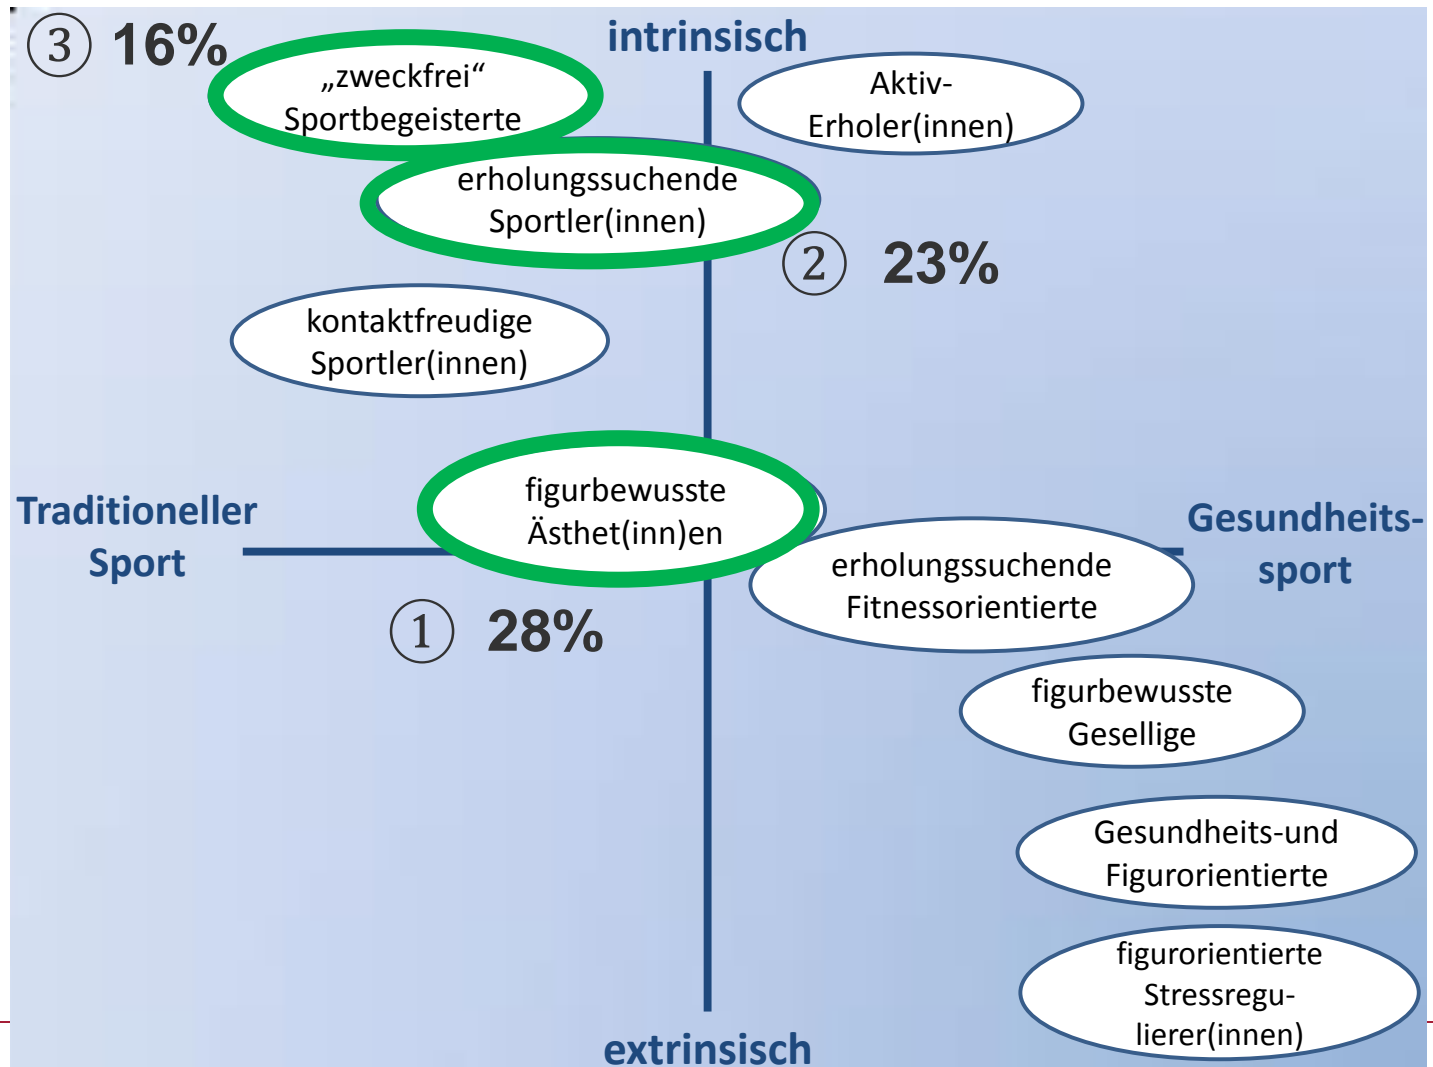 ③ 16%
intrinsisch
„zweckfrei“
Sportbegeisterte
Aktiv-
Erholer(innen)
erholungssuchende
Sportler(innen)
② 23%
kontaktfreudige
Sportler(innen)
figurbewusste
Ästhet(inn)en
Traditioneller
Sport
Gesundheits-
sport
erholungssuchende
Fitnessorientierte
① 28%
figurbewusste
Gesellige
Gesundheits-und
Figurorientierte
figurorientierte
Stressregu-
lierer(innen)
extrinsisch